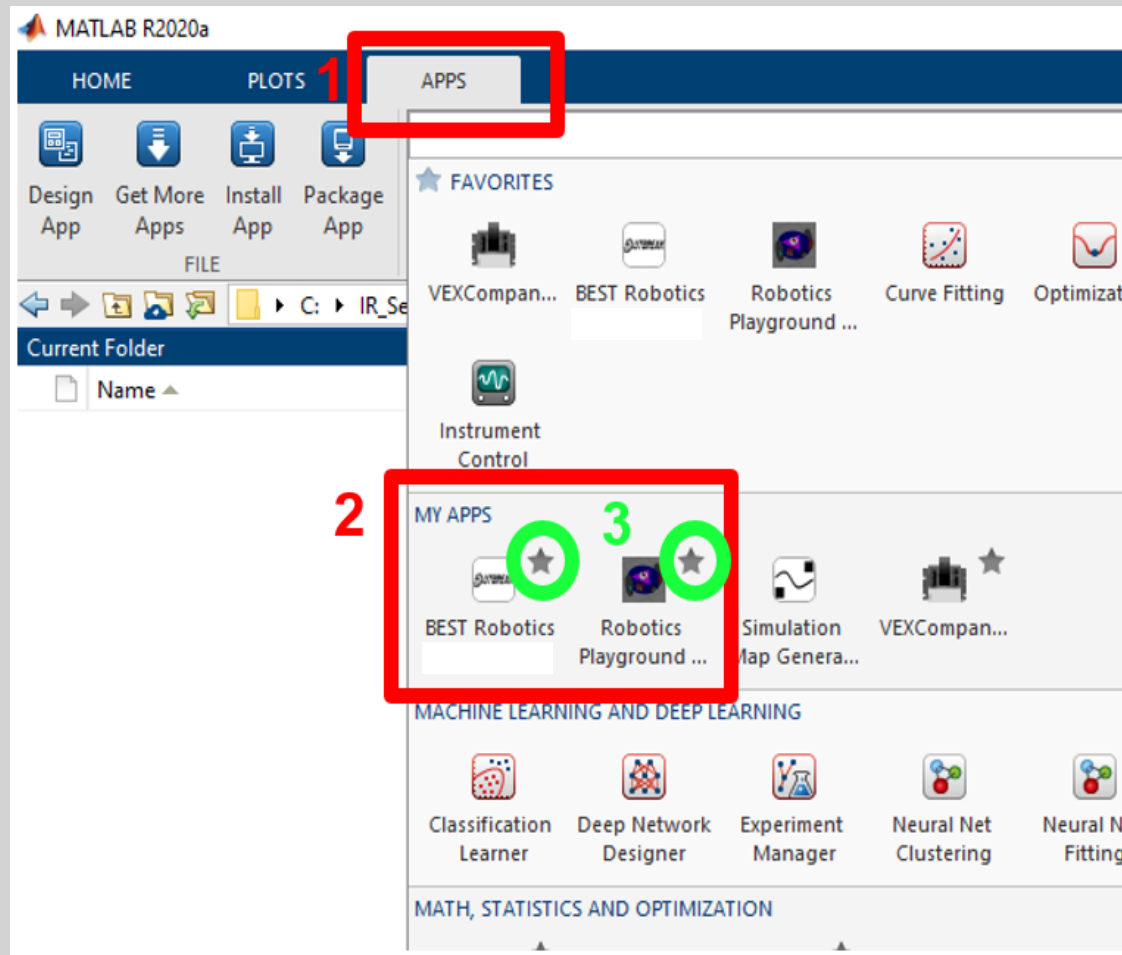 MATLAB R2020a
HOME PLOTS 1 APPS
Design App
Get More Apps
Install App
Package App
FILE
C: IR_Se
Current Folder
Name
FAVORITES
VEXCompan...
BEST Robotics
Robotics
Playground ...
Curve Fitting
Optimizat
Instrument
Control
2
MY APPS
3
BEST Robotics
Robotics
Playground ...
Simulation
Map Genera...
VEXCompan...
MACHINE LEARNING AND DEEP LEARNING
Classification
Learner
Deep Network
Designer
Experiment
Manager
Neural Net
Clustering
Neural N
Fitting
MATH, STATISTICS AND OPTIMIZATION